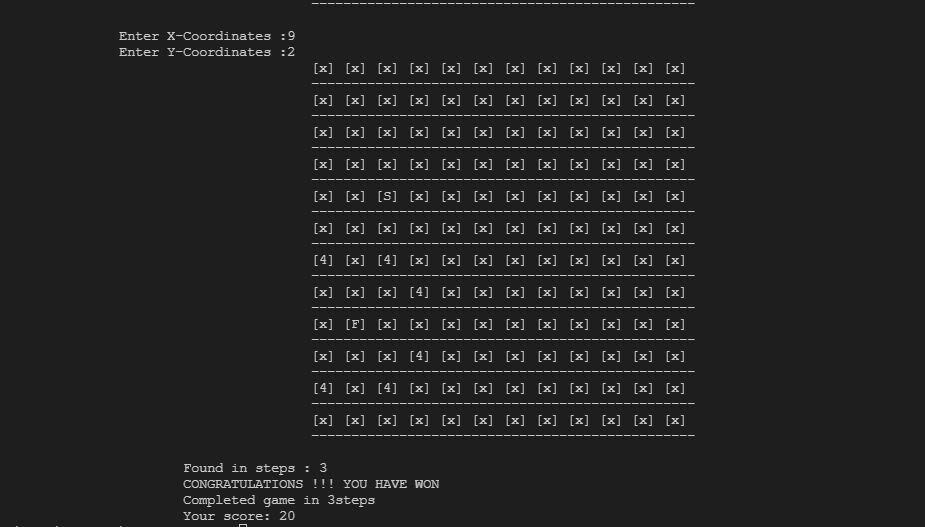 ------------------------------------------------
Enter X-Coordinates :9
Enter Y-Coordinates :2
[x] [x] [x] [x] [x] [x] [x] [x] [x] [x] [x] [x]
------------------------------------------------
[x] [x] [x] [x] [x] [x] [x] [x] [x] [x] [x] [x]
------------------------------------------------
[x] [x] [x] [x] [x] [x] [x] [x] [x] [x] [x] [x]
------------------------------------------------
[x] [x] [x] [x] [x] [x] [x] [x] [x] [x] [x] [x]
------------------------------------------------
[x] [x] [S] [x] [x] [x] [x] [x] [x] [x] [x] [x]
------------------------------------------------
[x] [x] [x] [x] [x] [x] [x] [x] [x] [x] [x] [x]
------------------------------------------------
[4] [x] [4] [x] [x] [x] [x] [x] [x] [x] [x] [x]
------------------------------------------------
[x] [x] [x] [4] [x] [x] [x] [x] [x] [x] [x] [x]
------------------------------------------------
[x] [F] [x] [x] [x] [x] [x] [x] [x] [x] [x] [x]
------------------------------------------------
[x] [x] [x] [4] [x] [x] [x] [x] [x] [x] [x] [x]
------------------------------------------------
[4] [x] [4] [x] [x] [x] [x] [x] [x] [x] [x] [x]
------------------------------------------------
[x] [x] [x] [x] [x] [x] [x] [x] [x] [x] [x] [x]
------------------------------------------------
Found in steps : 3
CONGRATULATIONS !!! YOU HAVE WON
Completed game in 3steps
Your score: 20